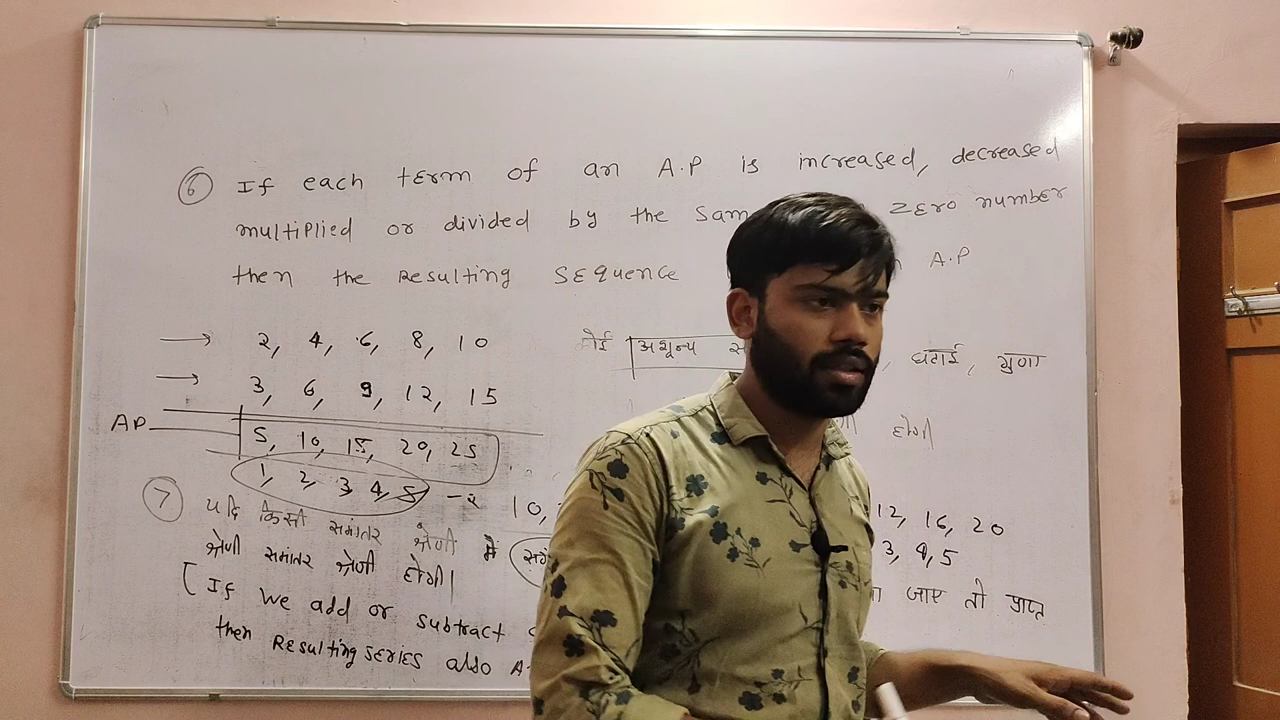 6 If each term of an A.P is increased, decreased
multiplied or divided by the zero number
then the Resulting sequence A.P
→ 2, 4, 6, 8, 10
अशून्य , घटाई, गुणा
→ 3, 6, 9, 12, 15
AP 5, 10, 15, 20, 25
होगी
1, 2, 3, 4, 5
10, 12, 16, 20
3, 4, 5
7 यदि किसी समांतर श्रेणी में
जाए तो प्राप्त
श्रेणी समांतर श्रेणी होगी।
[If we add or subtract
then Resulting series also